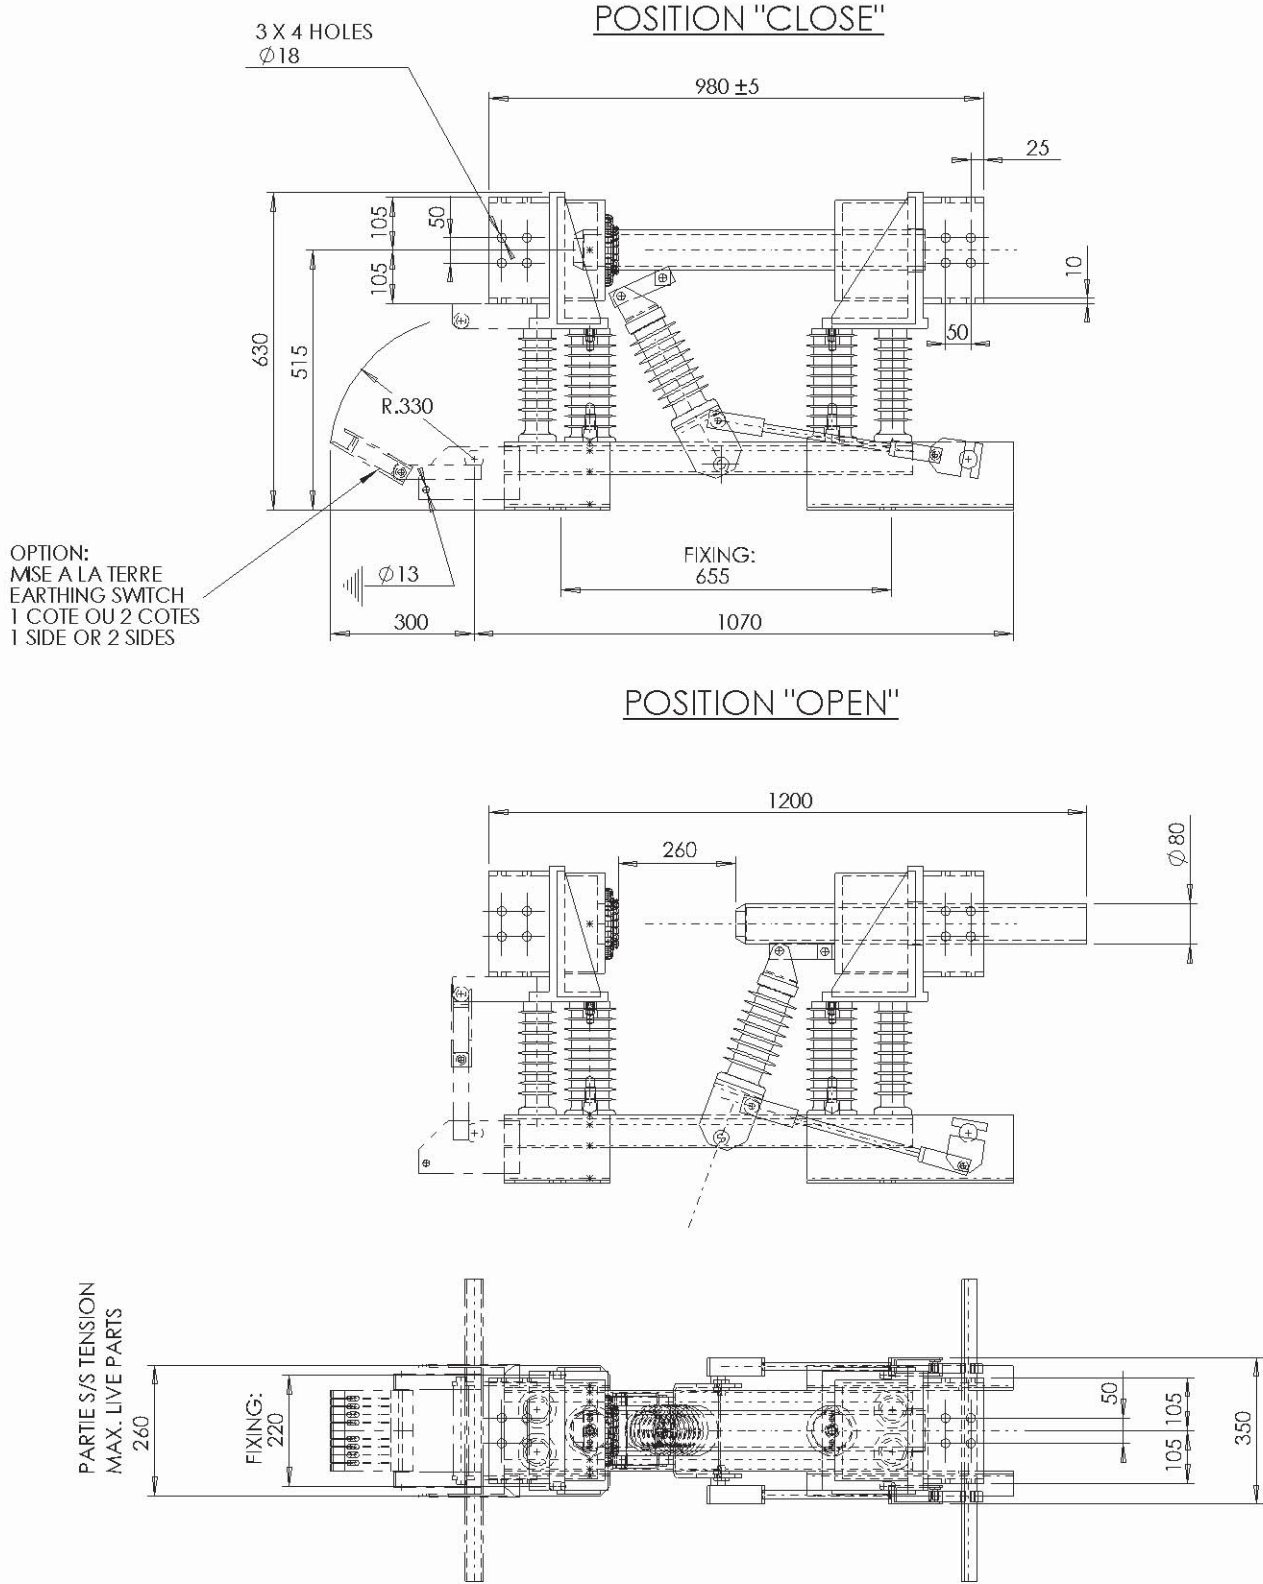 POSITION "CLOSE"
3 X 4 HOLES
∅18
980 ±5
25
105
50
105
10
50
630
515
R.330
OPTION:
MISE A LA TERRE
EARTHING SWITCH
1 COTE OU 2 COTES
1 SIDE OR 2 SIDES
∅13
FIXING:
655
300
1070
POSITION "OPEN"
1200
260
∅80
PARTIE S/S TENSION
MAX. LIVE PARTS
260
FIXING:
220
50
105
105
350